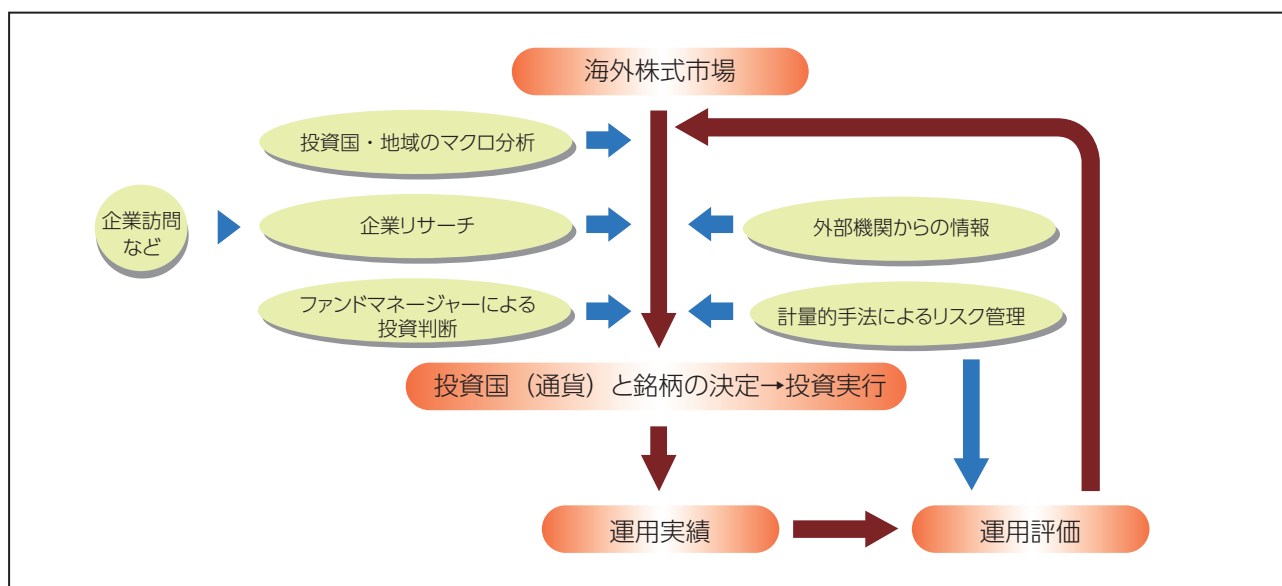 海外株式市場
投資国・地域のマクロ分析
企業訪問
など
企業リサーチ
外部機関からの情報
ファンドマネージャーによる
投資判断
計量的手法によるリスク管理
投資国（通貨）と銘柄の決定→投資実行
運用実績
運用評価